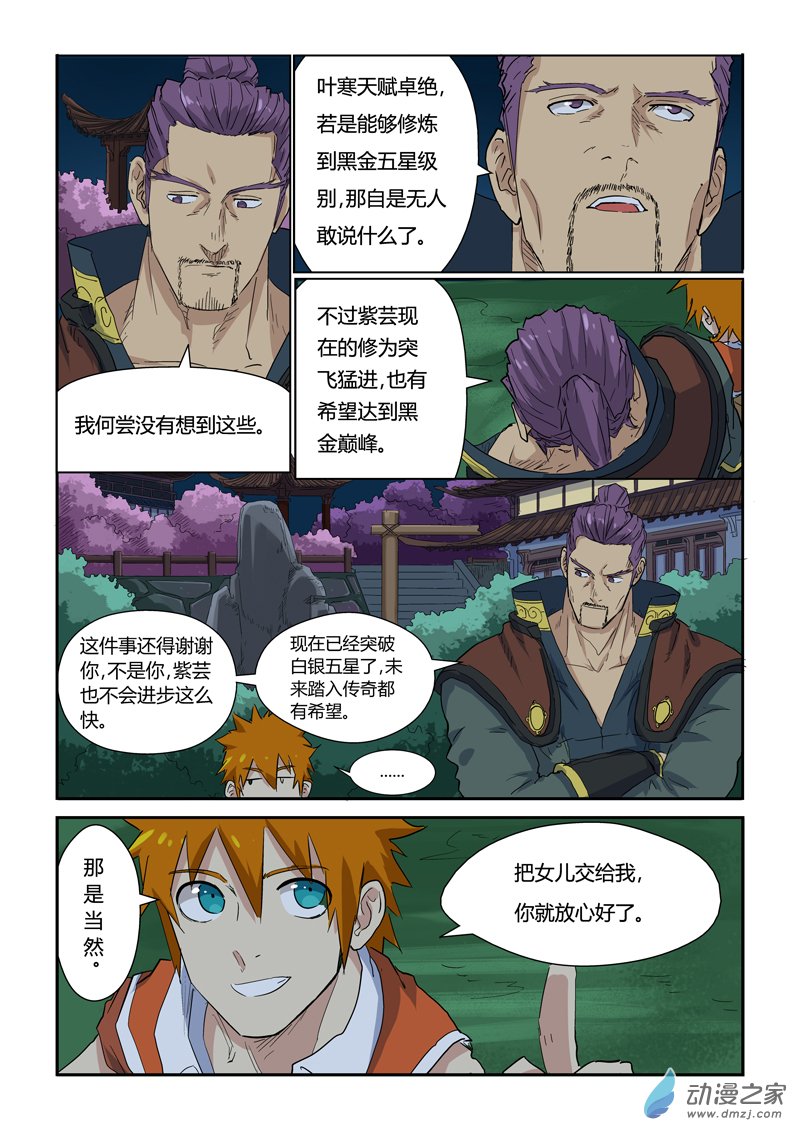 我何尝没有想到这些。
叶寒天赋卓绝，
若是能够修炼
到黑金五星级
别，那自是无人
敢说什么了。
不过紫芸现
在的修为突
飞猛进，也有
希望达到黑
金巅峰。
这件事还得谢谢
你，不是你，紫芸
也不会进步这么
快。
现在已经突破
白银五星了，未
来踏入传奇都
有希望。
……
那是当然。
把女儿交给我，
你就放心好了。
动漫之家
www.dmzj.com